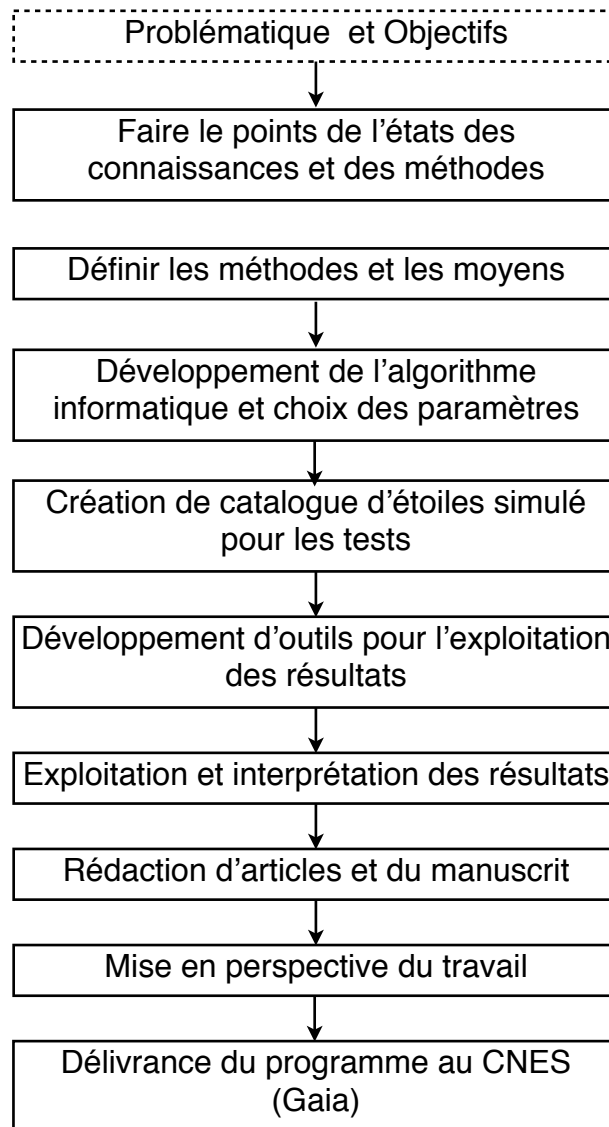 Problématique et Objectifs
Faire le points de l’états des
connaissances et des méthodes
Définir les méthodes et les moyens
Développement de l’algorithme
informatique et choix des paramètres
Création de catalogue d’étoiles simulé
pour les tests
Développement d’outils pour l’exploitation
des résultats
Exploitation et interprétation des résultats
Rédaction d’articles et du manuscrit
Mise en perspective du travail
Délivrance du programme au CNES
(Gaia)